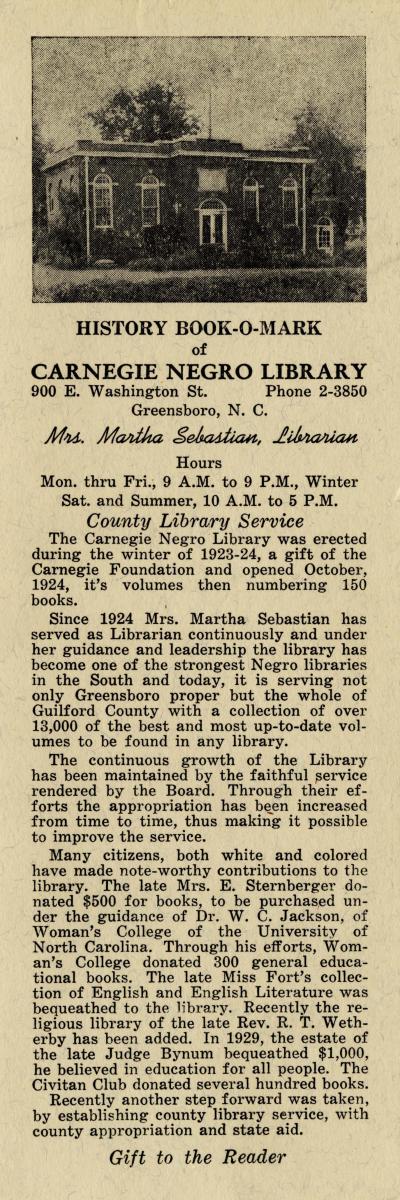 HISTORY BOOK-O-MARK
of
CARNEGIE NEGRO LIBRARY
900 E. Washington St. Phone 2-3850
Greensboro, N. C.
Mrs. Martha Sebastian, Librarian
Hours
Mon. thru Fri., 9 A.M. to 9 P.M., Winter
Sat. and Summer, 10 A.M. to 5 P.M.
County Library Service
The Carnegie Negro Library was erected
during the winter of 1923-24, a gift of the
Carnegie Foundation and opened October,
1924, it's volumes then numbering 150
books.
Since 1924 Mrs. Martha Sebastian has
served as Librarian continuously and under
her guidance and leadership the library has
become one of the strongest Negro libraries
in the South and today, it is serving not
only Greensboro proper but the whole of
Guilford County with a collection of over
13,000 of the best and most up-to-date vol-
umes to be found in any library.
The continuous growth of the Library
has been maintained by the faithful service
rendered by the Board. Through their ef-
forts the appropriation has been increased
from time to time, thus making it possible
to improve the service.
Many citizens, both white and colored
have made note-worthy contributions to the
library. The late Mrs. E. Sternberger do-
nated $500 for books, to be purchased un-
der the guidance of Dr. W. C. Jackson, of
Woman's College of the University of
North Carolina. Through his efforts, Wom-
an's College donated 300 general educa-
tional books. The late Miss Fort's collec-
tion of English and English Literature was
bequeathed to the library. Recently the re-
ligious library of the late Rev. R. T. Weth-
erby has been added. In 1929, the estate of
the late Judge Bynum bequeathed $1,000,
he believed in education for all people. The
Civitan Club donated several hundred books.
Recently another step forward was taken,
by establishing county library service, with
county appropriation and state aid.
Gift to the Reader